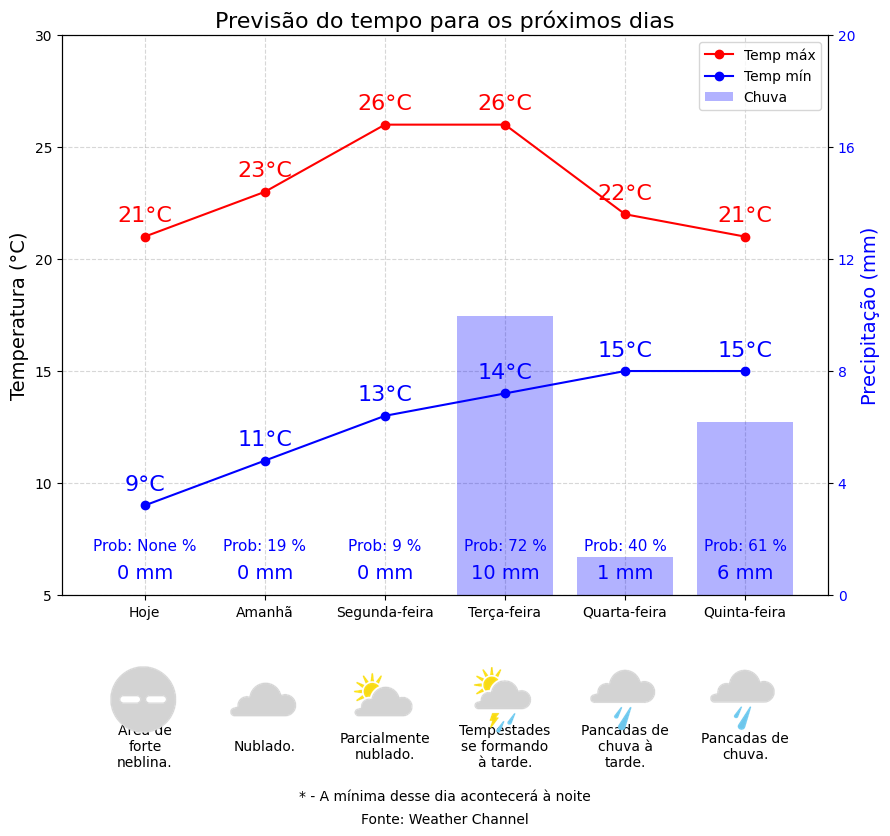 Previsão do tempo para os próximos dias
30
25
20
15
10
5
Temperatura (°C)
20
16
12
8
4
0
Precipitação (mm)
Temp máx
Temp mín
Chuva
21°C
23°C
26°C
26°C
22°C
21°C
9°C
11°C
13°C
14°C
15°C
15°C
Prob: None %
Prob: 19 %
Prob: 9 %
Prob: 72 %
Prob: 40 %
Prob: 61 %
0 mm
0 mm
0 mm
10 mm
1 mm
6 mm
Hoje
Amanhã
Segunda-feira
Terça-feira
Quarta-feira
Quinta-feira
Área de
forte
neblina.
Nublado.
Parcialmente
nublado.
Tempestades
se formando
à tarde.
Pancadas de
chuva à
tarde.
Pancadas de
chuva.
* - A mínima desse dia acontecerá à noite
Fonte: Weather Channel